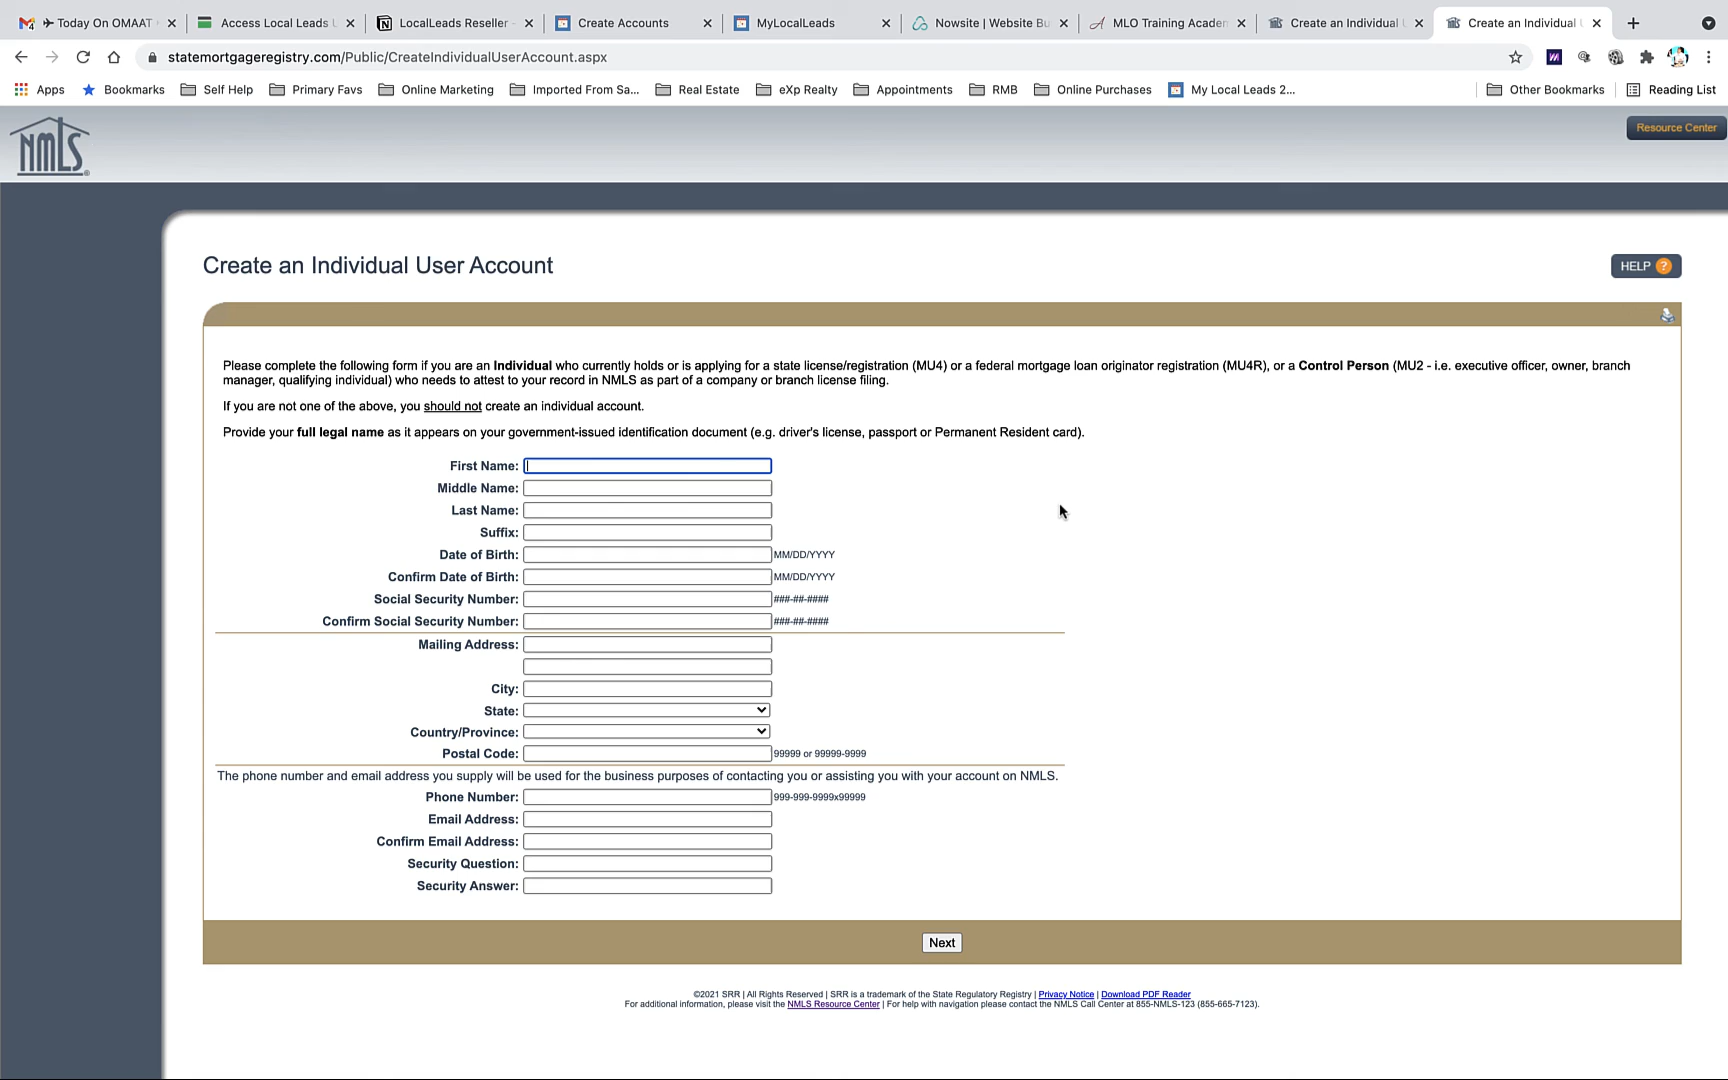 Today On OMAAT
Access Local Leads
LocalLeads Reseller
Create Accounts
MyLocalLeads
Nowsite | Website Bu
MLO Training Academ
Create an Individual
Create an Individual
statemortgageregistry.com/Public/CreateIndividualUserAccount.aspx
Apps
Bookmarks
Self Help
Primary Favs
Online Marketing
Imported From Sa...
Real Estate
eXp Realty
Appointments
RMB
Online Purchases
My Local Leads 2...
Other Bookmarks
Reading List
NMLS®
Resource Center
Create an Individual User Account
HELP ?
Please complete the following form if you are an Individual who currently holds or is applying for a state license/registration (MU4) or a federal mortgage loan originator registration (MU4R), or a Control Person (MU2 - i.e. executive officer, owner, branch
manager, qualifying individual) who needs to attest to your record in NMLS as part of a company or branch license filing.
If you are not one of the above, you should not create an individual account.
Provide your full legal name as it appears on your government-issued identification document (e.g. driver's license, passport or Permanent Resident card).
First Name:
Middle Name:
Last Name:
Suffix:
Date of Birth: MM/DD/YYYY
Confirm Date of Birth: MM/DD/YYYY
Social Security Number: ###-##-####
Confirm Social Security Number: ###-##-####
Mailing Address:
City:
State:
Country/Province:
Postal Code: 99999 or 99999-9999
The phone number and email address you supply will be used for the business purposes of contacting you or assisting you with your account on NMLS.
Phone Number: 999-999-9999x99999
Email Address:
Confirm Email Address:
Security Question:
Security Answer:
Next
©2021 SRR | All Rights Reserved | SRR is a trademark of the State Regulatory Registry | Privacy Notice | Download PDF Reader
For additional information, please visit the NMLS Resource Center | For help with navigation please contact the NMLS Call Center at 855-NMLS-123 (855-665-7123).